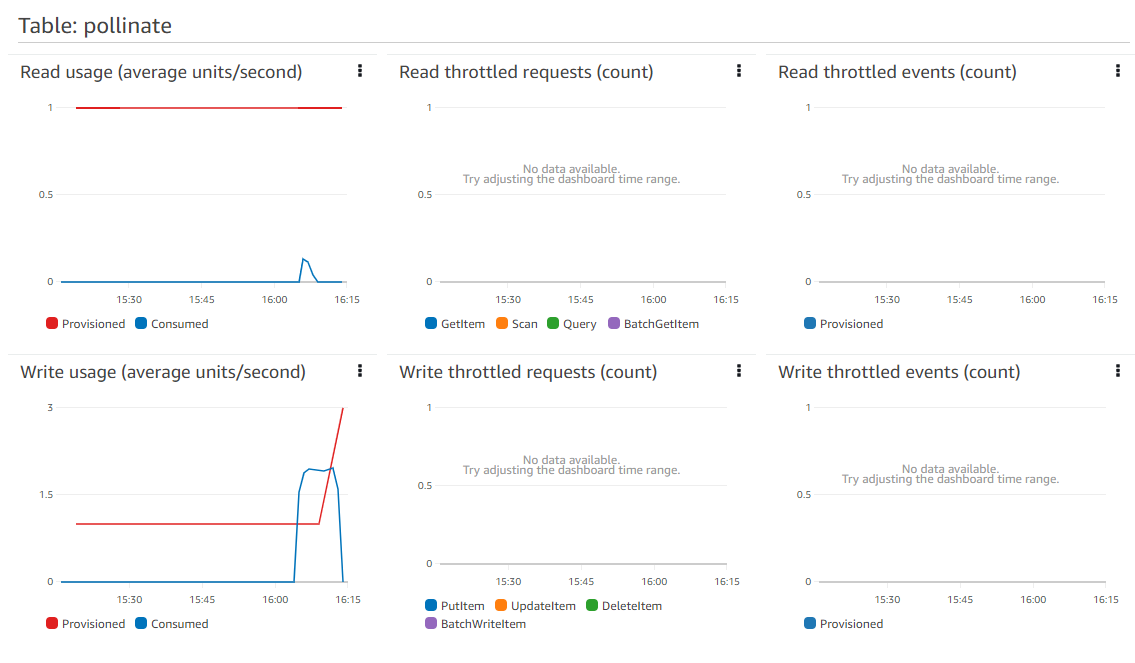 Table: pollinate
Read usage (average units/second)
1
0.5
0
15:30 15:45 16:00 16:15
Provisioned Consumed
Read throttled requests (count)
1
No data available.
Try adjusting the dashboard time range.
0.5
0
15:30 15:45 16:00 16:15
GetItem Scan Query BatchGetItem
Read throttled events (count)
1
No data available.
Try adjusting the dashboard time range.
0.5
0
15:30 15:45 16:00 16:15
Provisioned
Write usage (average units/second)
3
1.5
0
15:30 15:45 16:00 16:15
Provisioned Consumed
Write throttled requests (count)
1
No data available.
Try adjusting the dashboard time range.
0.5
0
15:30 15:45 16:00 16:15
PutItem UpdateItem DeleteItem
BatchWriteItem
Write throttled events (count)
1
No data available.
Try adjusting the dashboard time range.
0.5
0
15:30 15:45 16:00 16:15
Provisioned